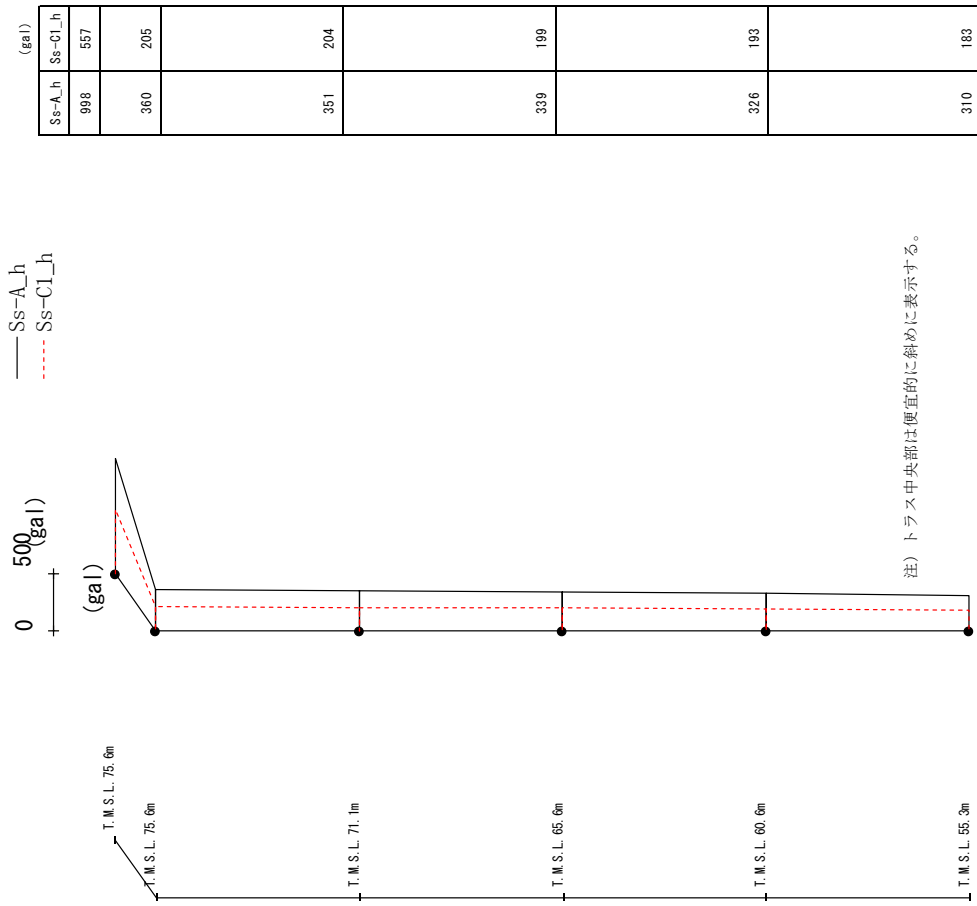 Ss-A_h
Ss-C1_h
(gal)
Ss-A_h Ss-C1_h
998 557
360 205
351 204
339 199
326 193
310 183
0 500
(gal)
(gal)
T.M.S.L. 75.6m
T.M.S.L. 75.6m
T.M.S.L. 71.1m
T.M.S.L. 65.6m
T.M.S.L. 60.6m
T.M.S.L. 55.3m
注) トラス中央部は便宜的に斜めに表示する。